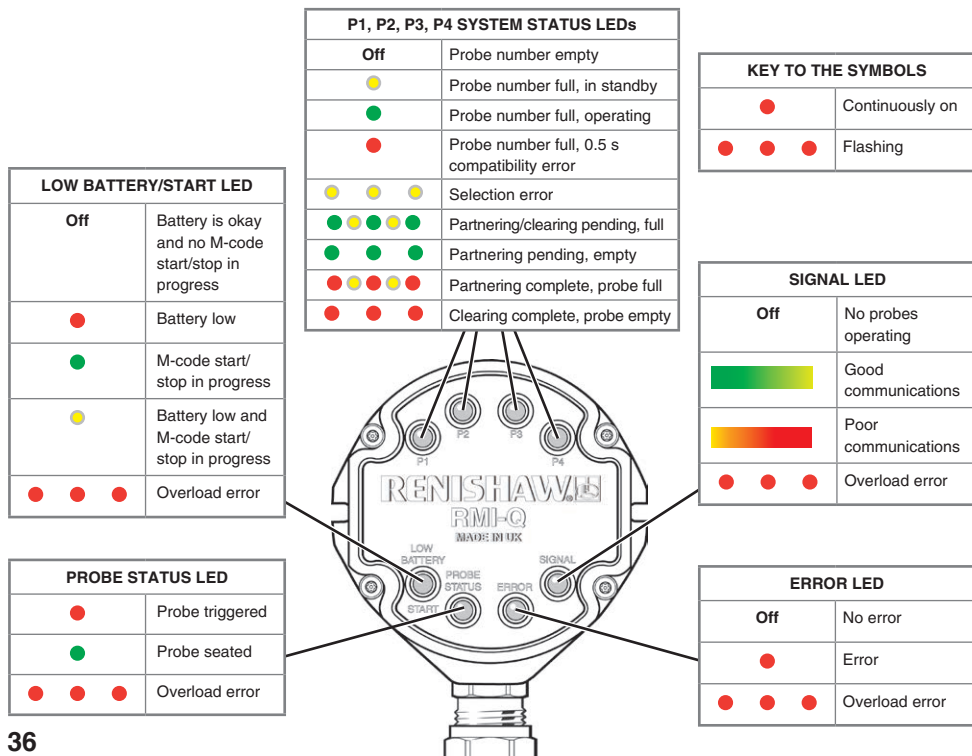 P1, P2, P3, P4 SYSTEM STATUS LEDs
Off Probe number empty
Probe number full, in standby
Probe number full, operating
Probe number full, 0.5 s
compatibility error
Selection error
Partnering/clearing pending, full
Partnering pending, empty
Partnering complete, probe full
Clearing complete, probe empty
KEY TO THE SYMBOLS
Continuously on
Flashing
LOW BATTERY/START LED
Off Battery is okay
and no M-code
start/stop in
progress
Battery low
M-code start/
stop in progress
Battery low and
M-code start/
stop in progress
Overload error
SIGNAL LED
Off No probes
operating
Good
communications
Poor
communications
Overload error
P1
P2
P3
P4
RENISHAW
RMI-Q
MADE IN UK
LOW
BATTERY
START
PROBE
STATUS
ERROR
SIGNAL
PROBE STATUS LED
Probe triggered
Probe seated
Overload error
ERROR LED
Off No error
Error
Overload error
36